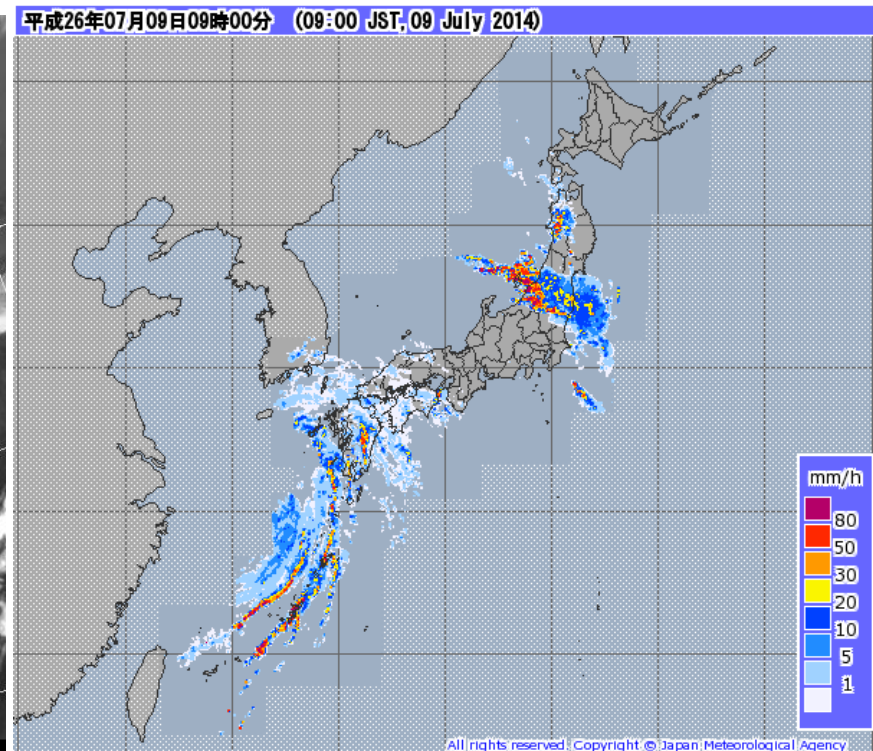 平成26年07月09日09時00分 (09:00 JST, 09 July 2014)
mm/h
80
50
30
20
10
5
1
All rights reserved. Copyright © Japan Meteorological Agency